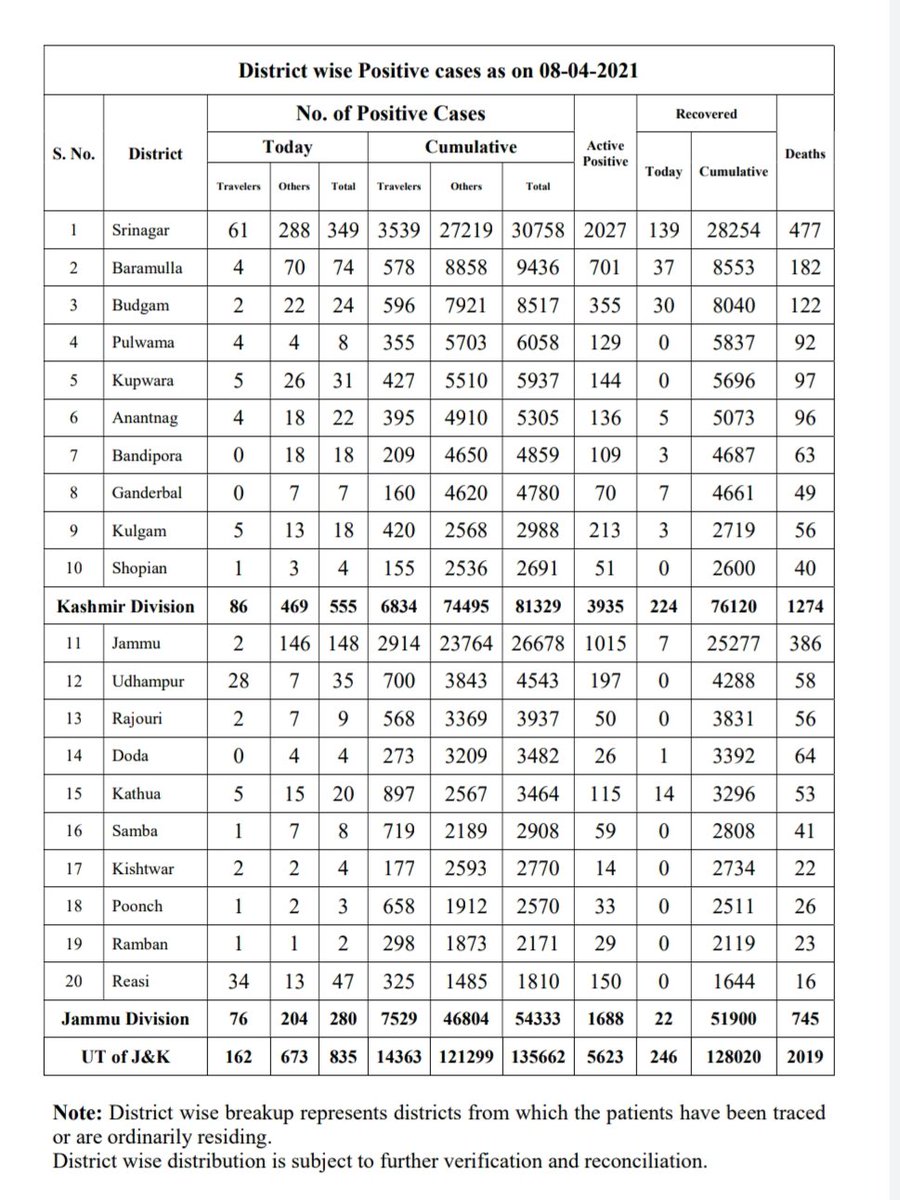 District wise Positive cases as on 08-04-2021
S. No. District No. of Positive Cases Active Positive Recovered Deaths
Today Cumulative Today Cumulative
Travelers Others Total Travelers Others Total
1 Srinagar 61 288 349 3539 27219 30758 2027 139 28254 477
2 Baramulla 4 70 74 578 8858 9436 701 37 8553 182
3 Budgam 2 22 24 596 7921 8517 355 30 8040 122
4 Pulwama 4 4 8 355 5703 6058 129 0 5837 92
5 Kupwara 5 26 31 427 5510 5937 144 0 5696 97
6 Anantnag 4 18 22 395 4910 5305 136 5 5073 96
7 Bandipora 0 18 18 209 4650 4859 109 3 4687 63
8 Ganderbal 0 7 7 160 4620 4780 70 7 4661 49
9 Kulgam 5 13 18 420 2568 2988 213 3 2719 56
10 Shopian 1 3 4 155 2536 2691 51 0 2600 40
Kashmir Division 86 469 555 6834 74495 81329 3935 224 76120 1274
11 Jammu 2 146 148 2914 23764 26678 1015 7 25277 386
12 Udhampur 28 7 35 700 3843 4543 197 0 4288 58
13 Rajouri 2 7 9 568 3369 3937 50 0 3831 56
14 Doda 0 4 4 273 3209 3482 26 1 3392 64
15 Kathua 5 15 20 897 2567 3464 115 14 3296 53
16 Samba 1 7 8 719 2189 2908 59 0 2808 41
17 Kishtwar 2 2 4 177 2593 2770 14 0 2734 22
18 Poonch 1 2 3 658 1912 2570 33 0 2511 26
19 Ramban 1 1 2 298 1873 2171 29 0 2119 23
20 Reasi 34 13 47 325 1485 1810 150 0 1644 16
Jammu Division 76 204 280 7529 46804 54333 1688 22 51900 745
UT of J&K 162 673 835 14363 121299 135662 5623 246 128020 2019
Note: District wise breakup represents districts from which the patients have been traced
or are ordinarily residing.
District wise distribution is subject to further verification and reconciliation.